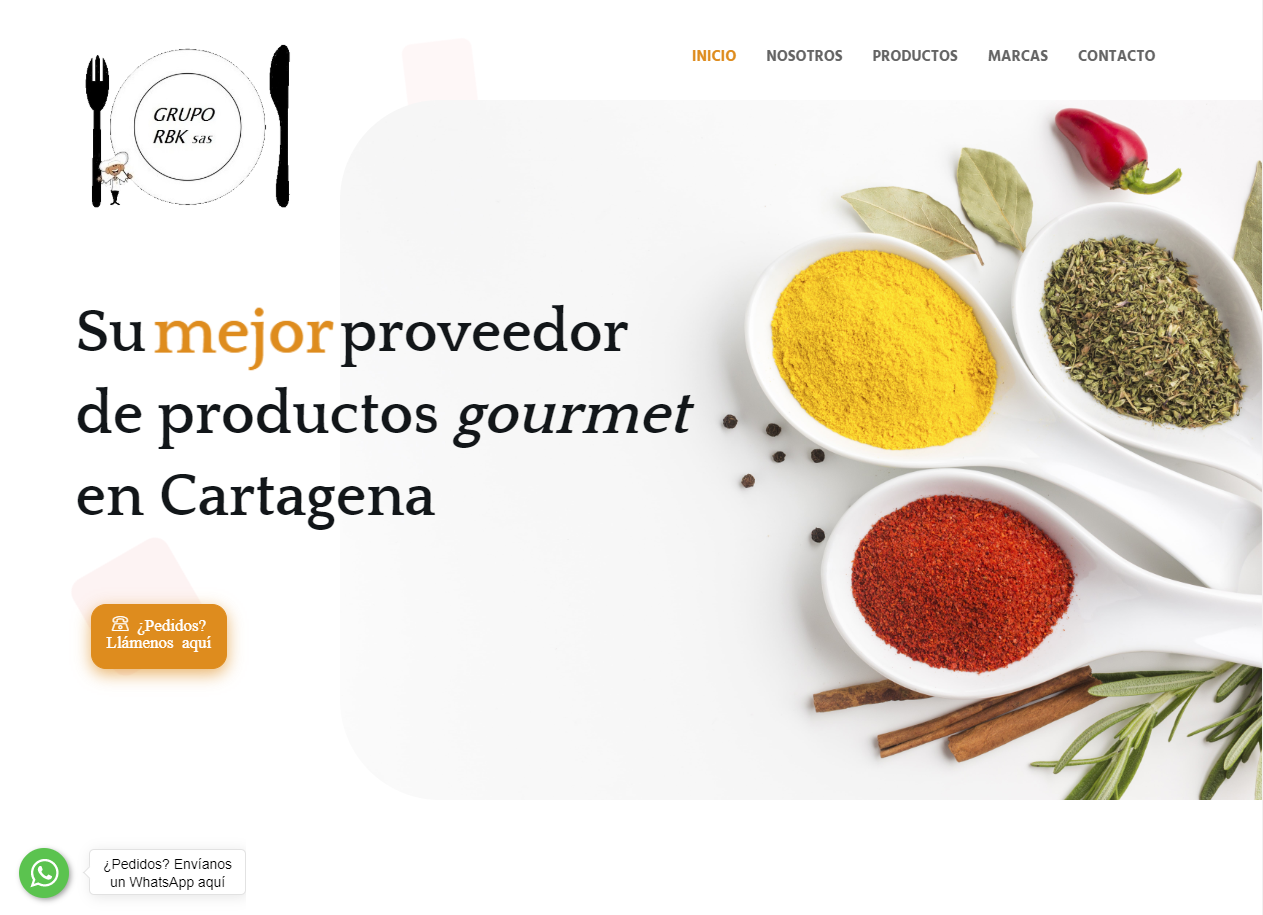 GRUPO
RBK sas
INICIO NOSOTROS PRODUCTOS MARCAS CONTACTO
Su mejor proveedor
de productos gourmet
en Cartagena
¿Pedidos?
Llámenos aquí
¿Pedidos? Envíanos
un WhatsApp aquí